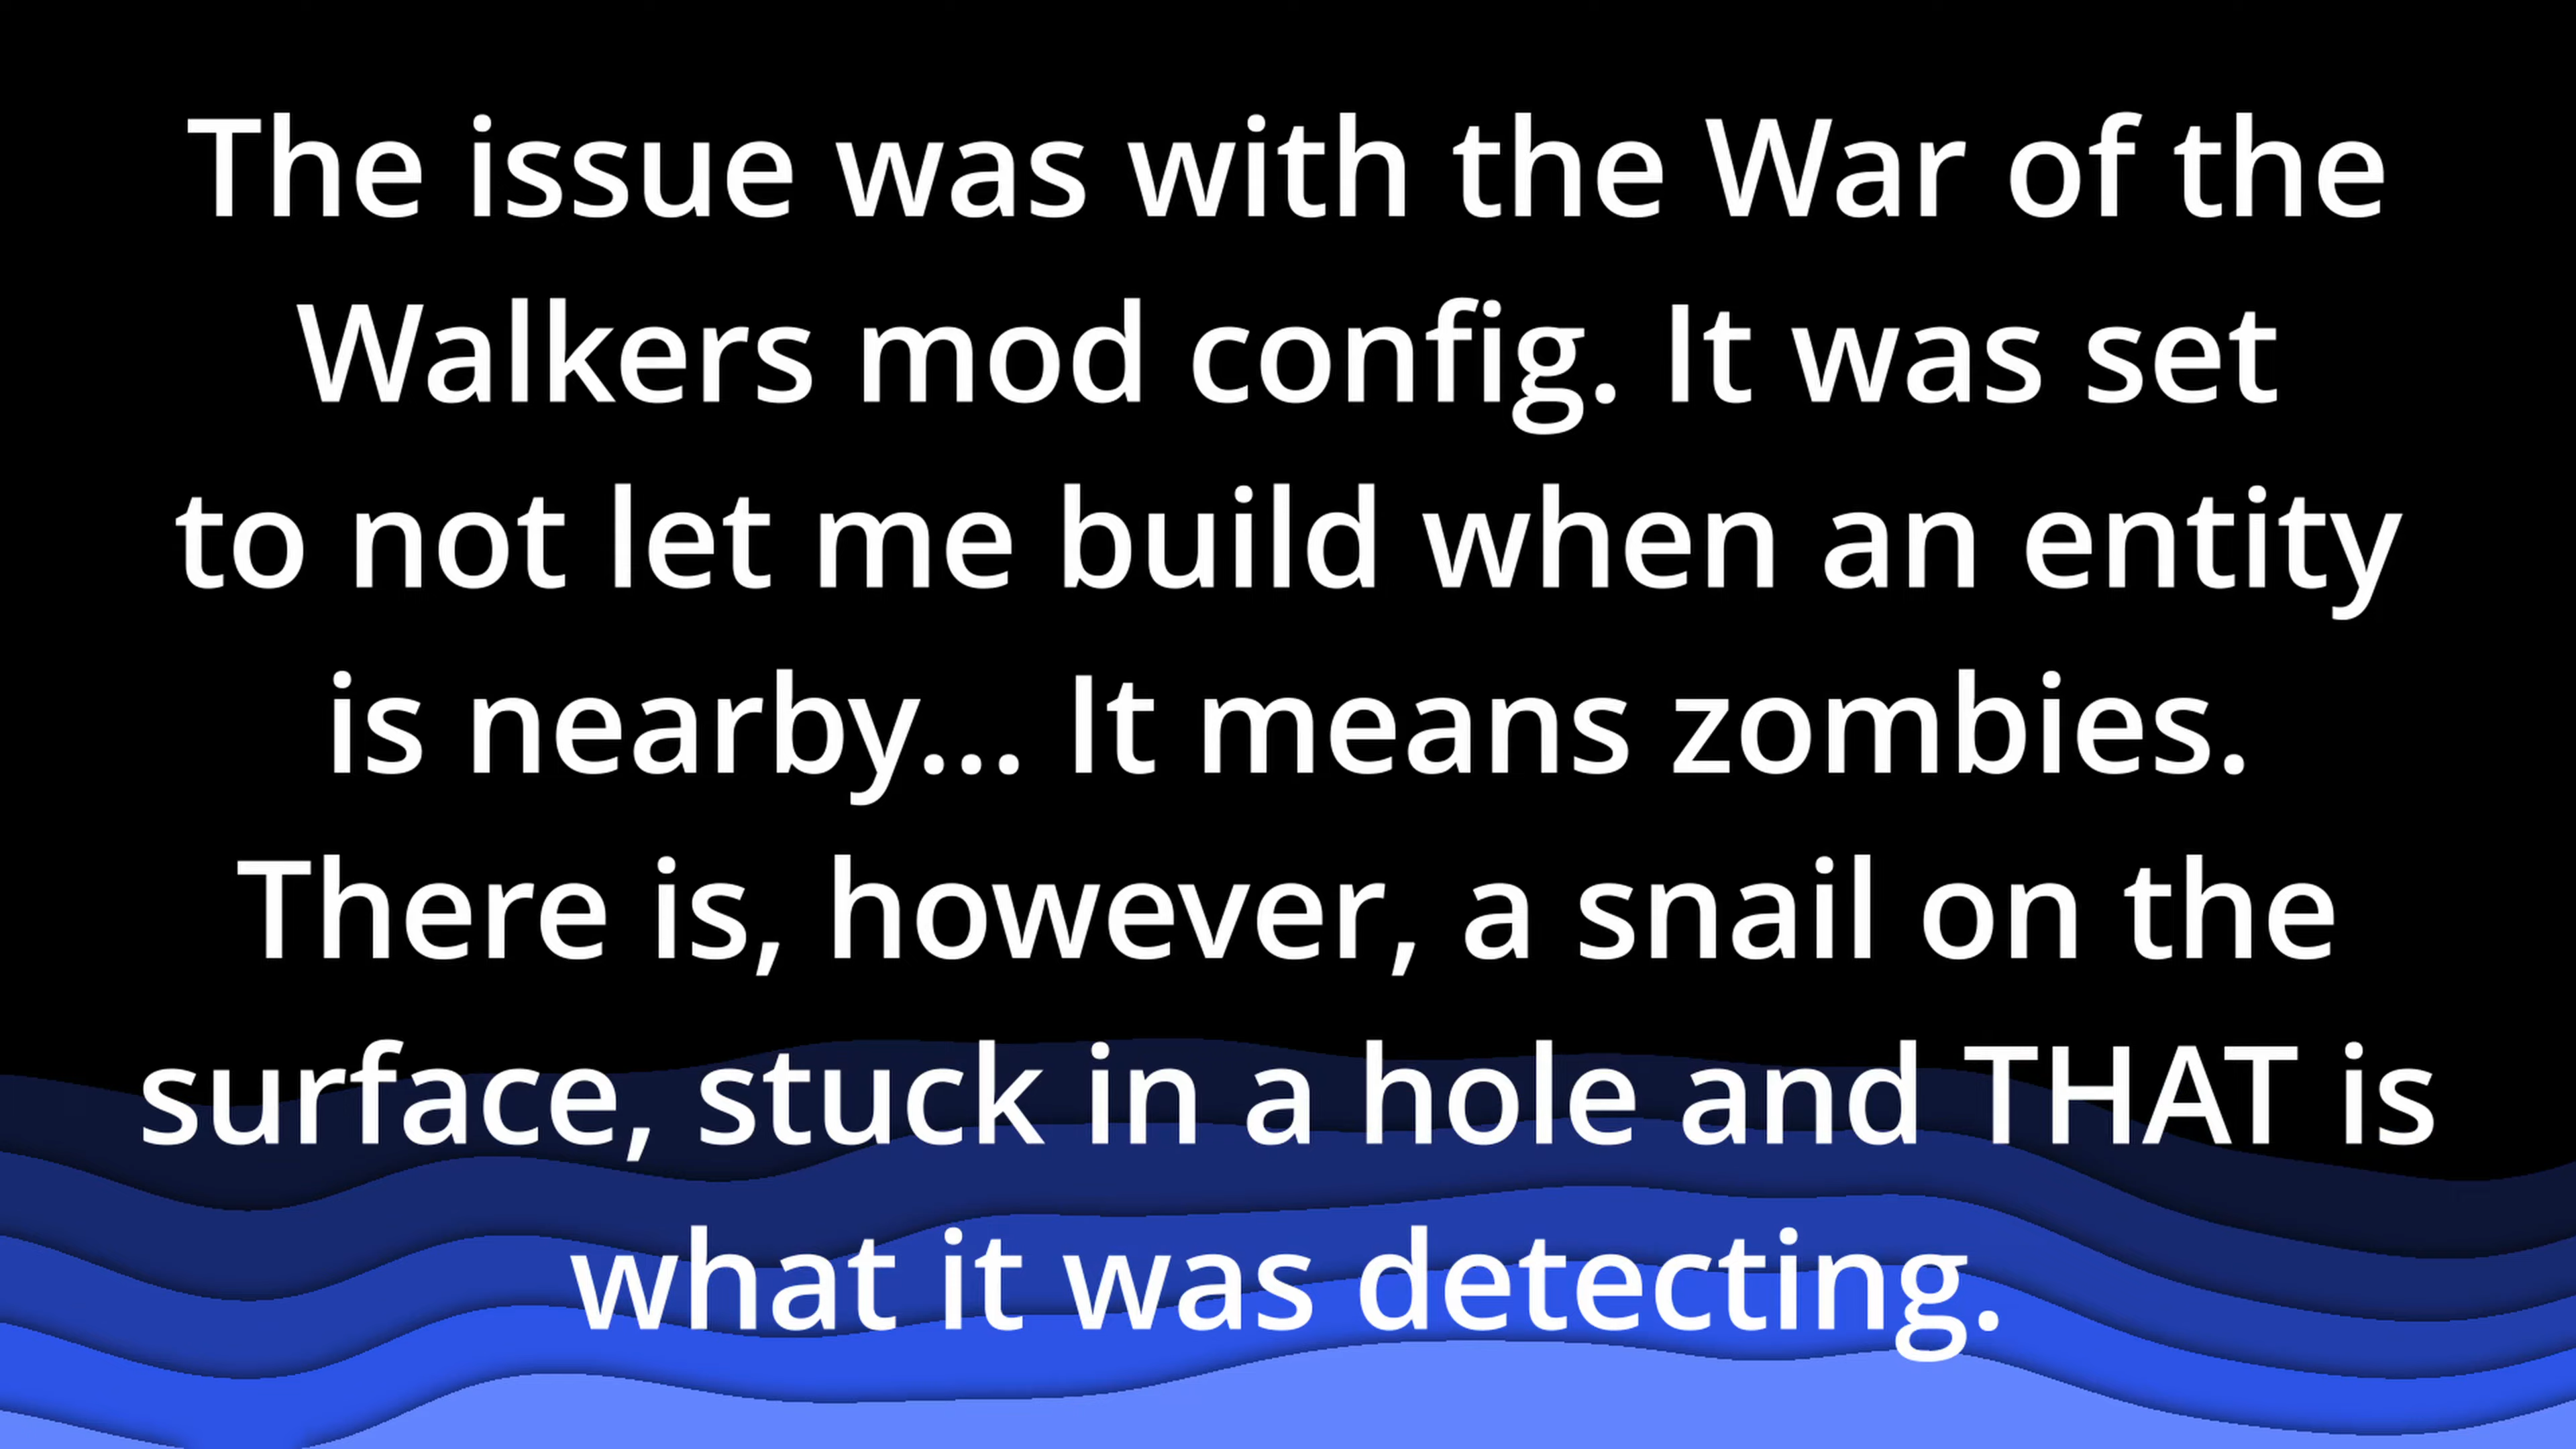 The issue was with the War of the
Walkers mod config. It was set
to not let me build when an entity
is nearby... It means zombies.
There is, however, a snail on the
surface, stuck in a hole and THAT is
what it was detecting.